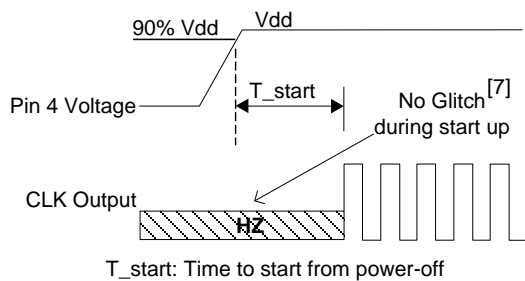 90% Vdd
Vdd
T_start
Pin 4 Voltage
No Glitch[7]
during start up
CLK Output
HZ
T_start: Time to start from power-off